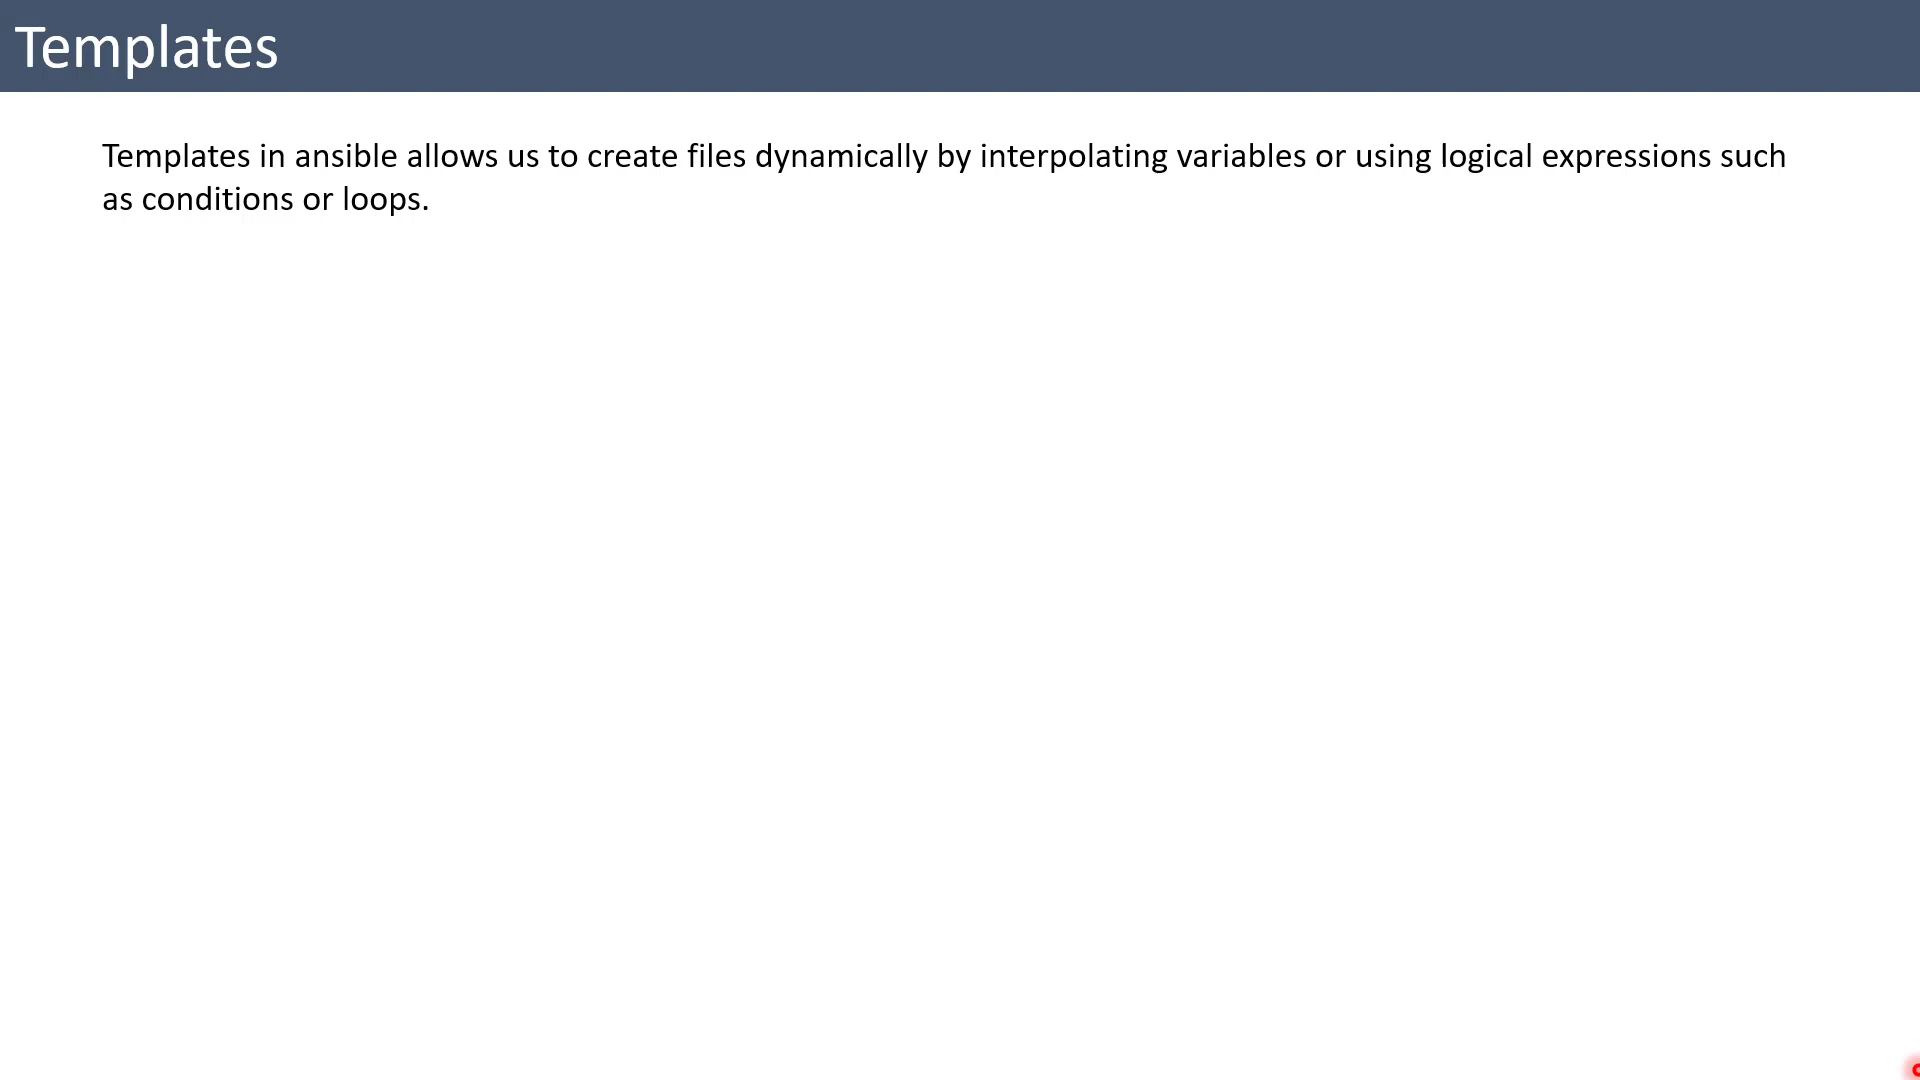 Templates
Templates in ansible allows us to create files dynamically by interpolating variables or using logical expressions such
as conditions or loops.